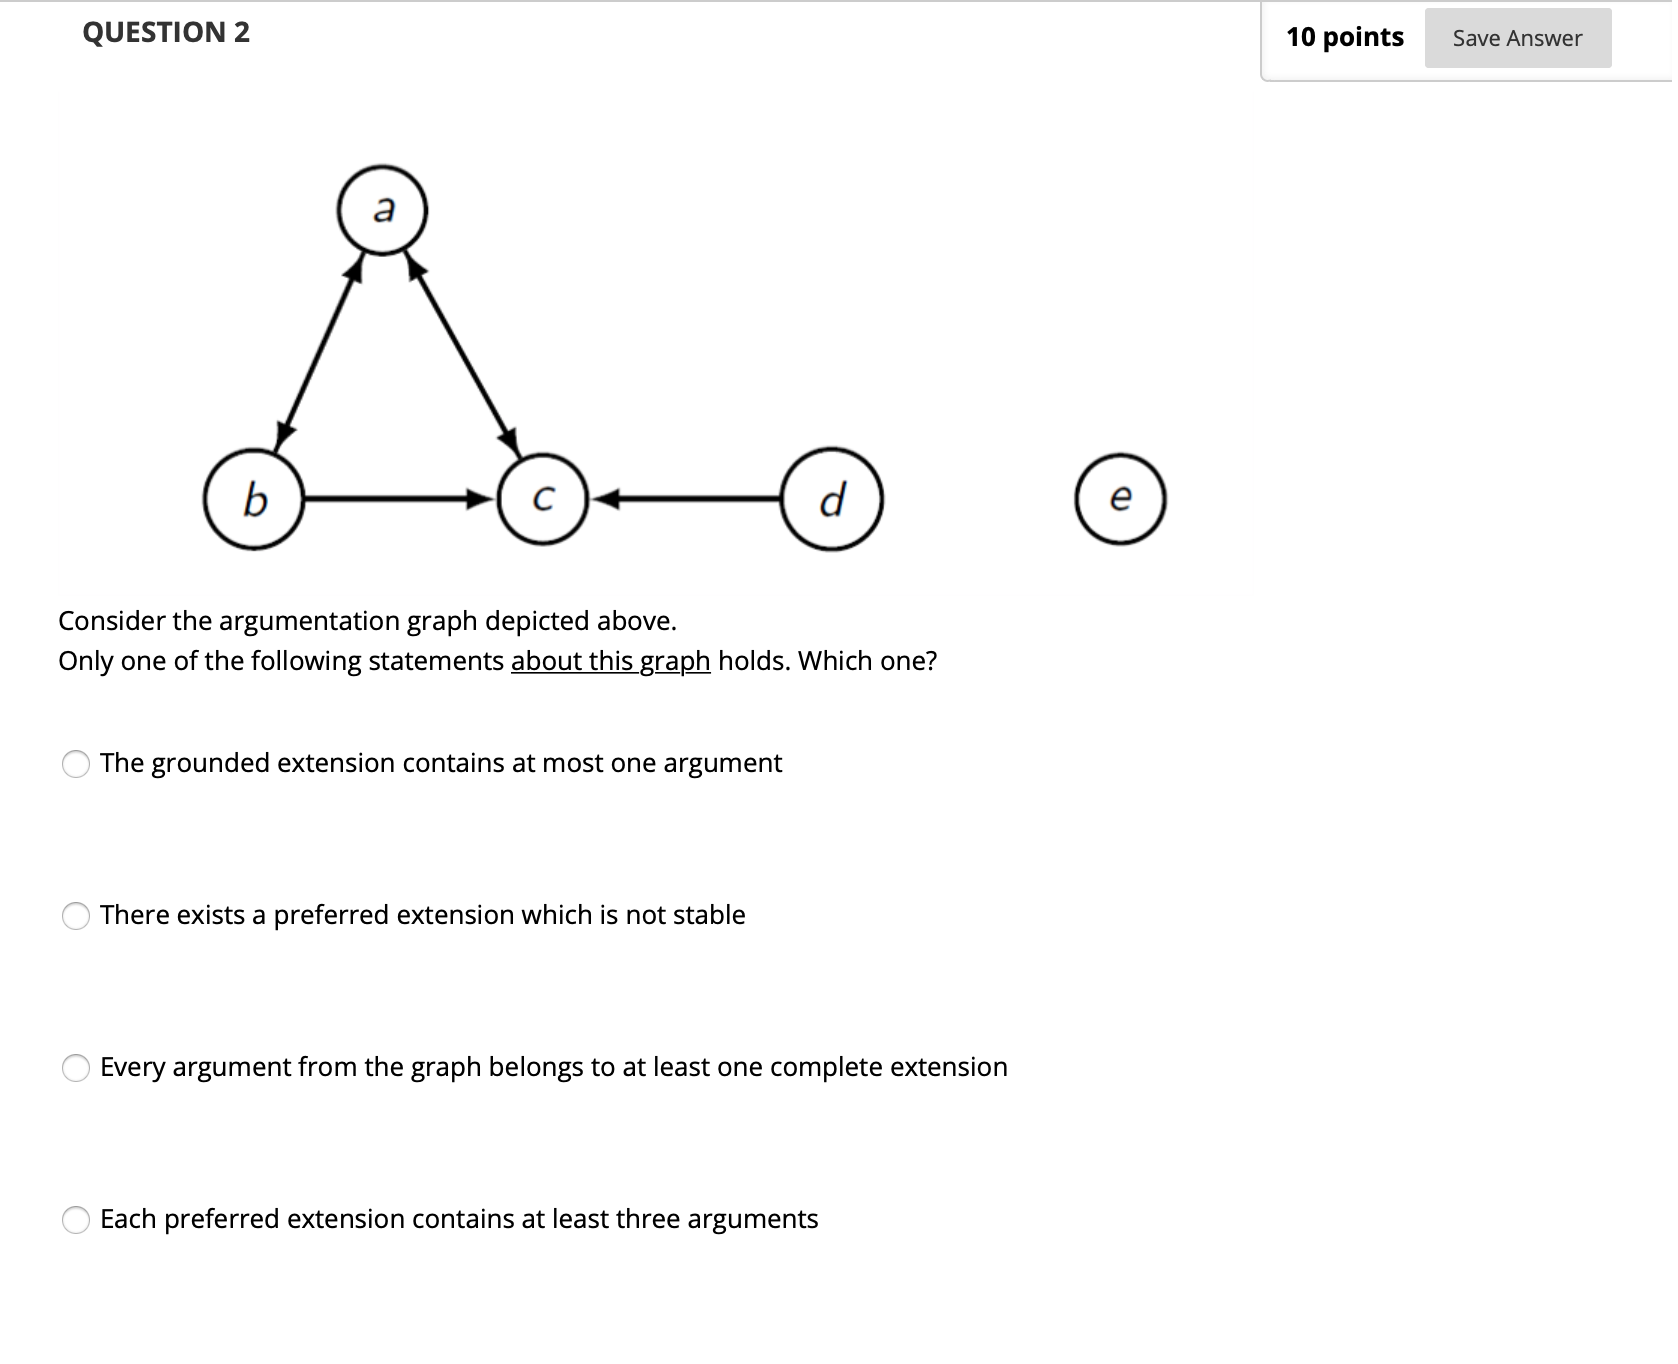 QUESTION 2
10 points
Save Answer
a
b
c
d
e
Consider the argumentation graph depicted above.
Only one of the following statements about this graph holds. Which one?
The grounded extension contains at most one argument
There exists a preferred extension which is not stable
Every argument from the graph belongs to at least one complete extension
Each preferred extension contains at least three arguments